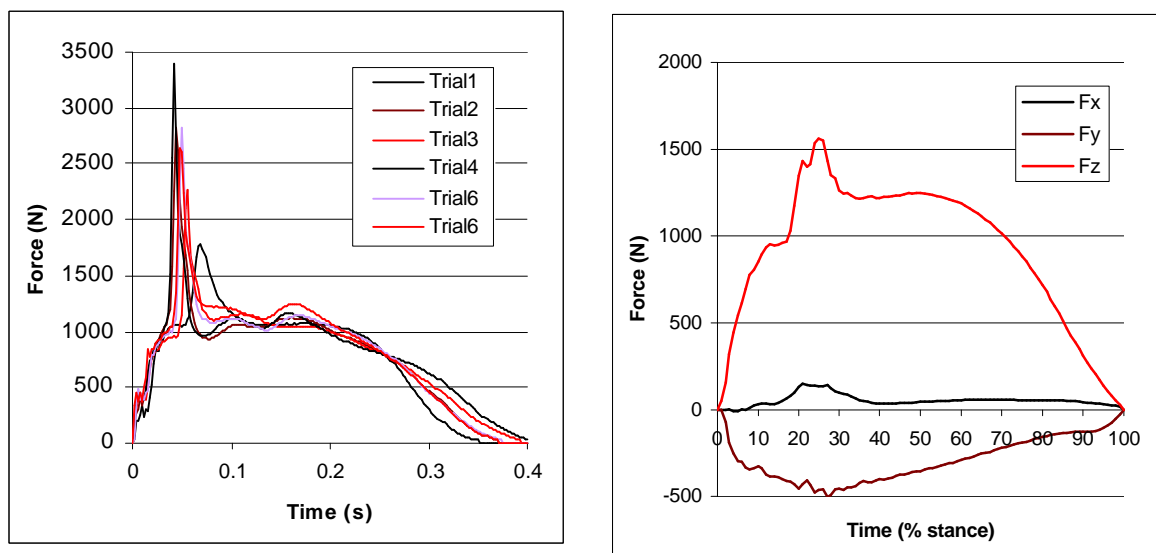 3500
3000
2500
2000
1500
1000
500
0
Force (N)
Trial1
Trial2
Trial3
Trial4
Trial6
Trial6
0 0.1 0.2 0.3 0.4
Time (s)
2000
1500
1000
500
0
-500
Force (N)
Fx
Fy
Fz
0 10 20 30 40 50 60 70 80 90 100
Time (% stance)